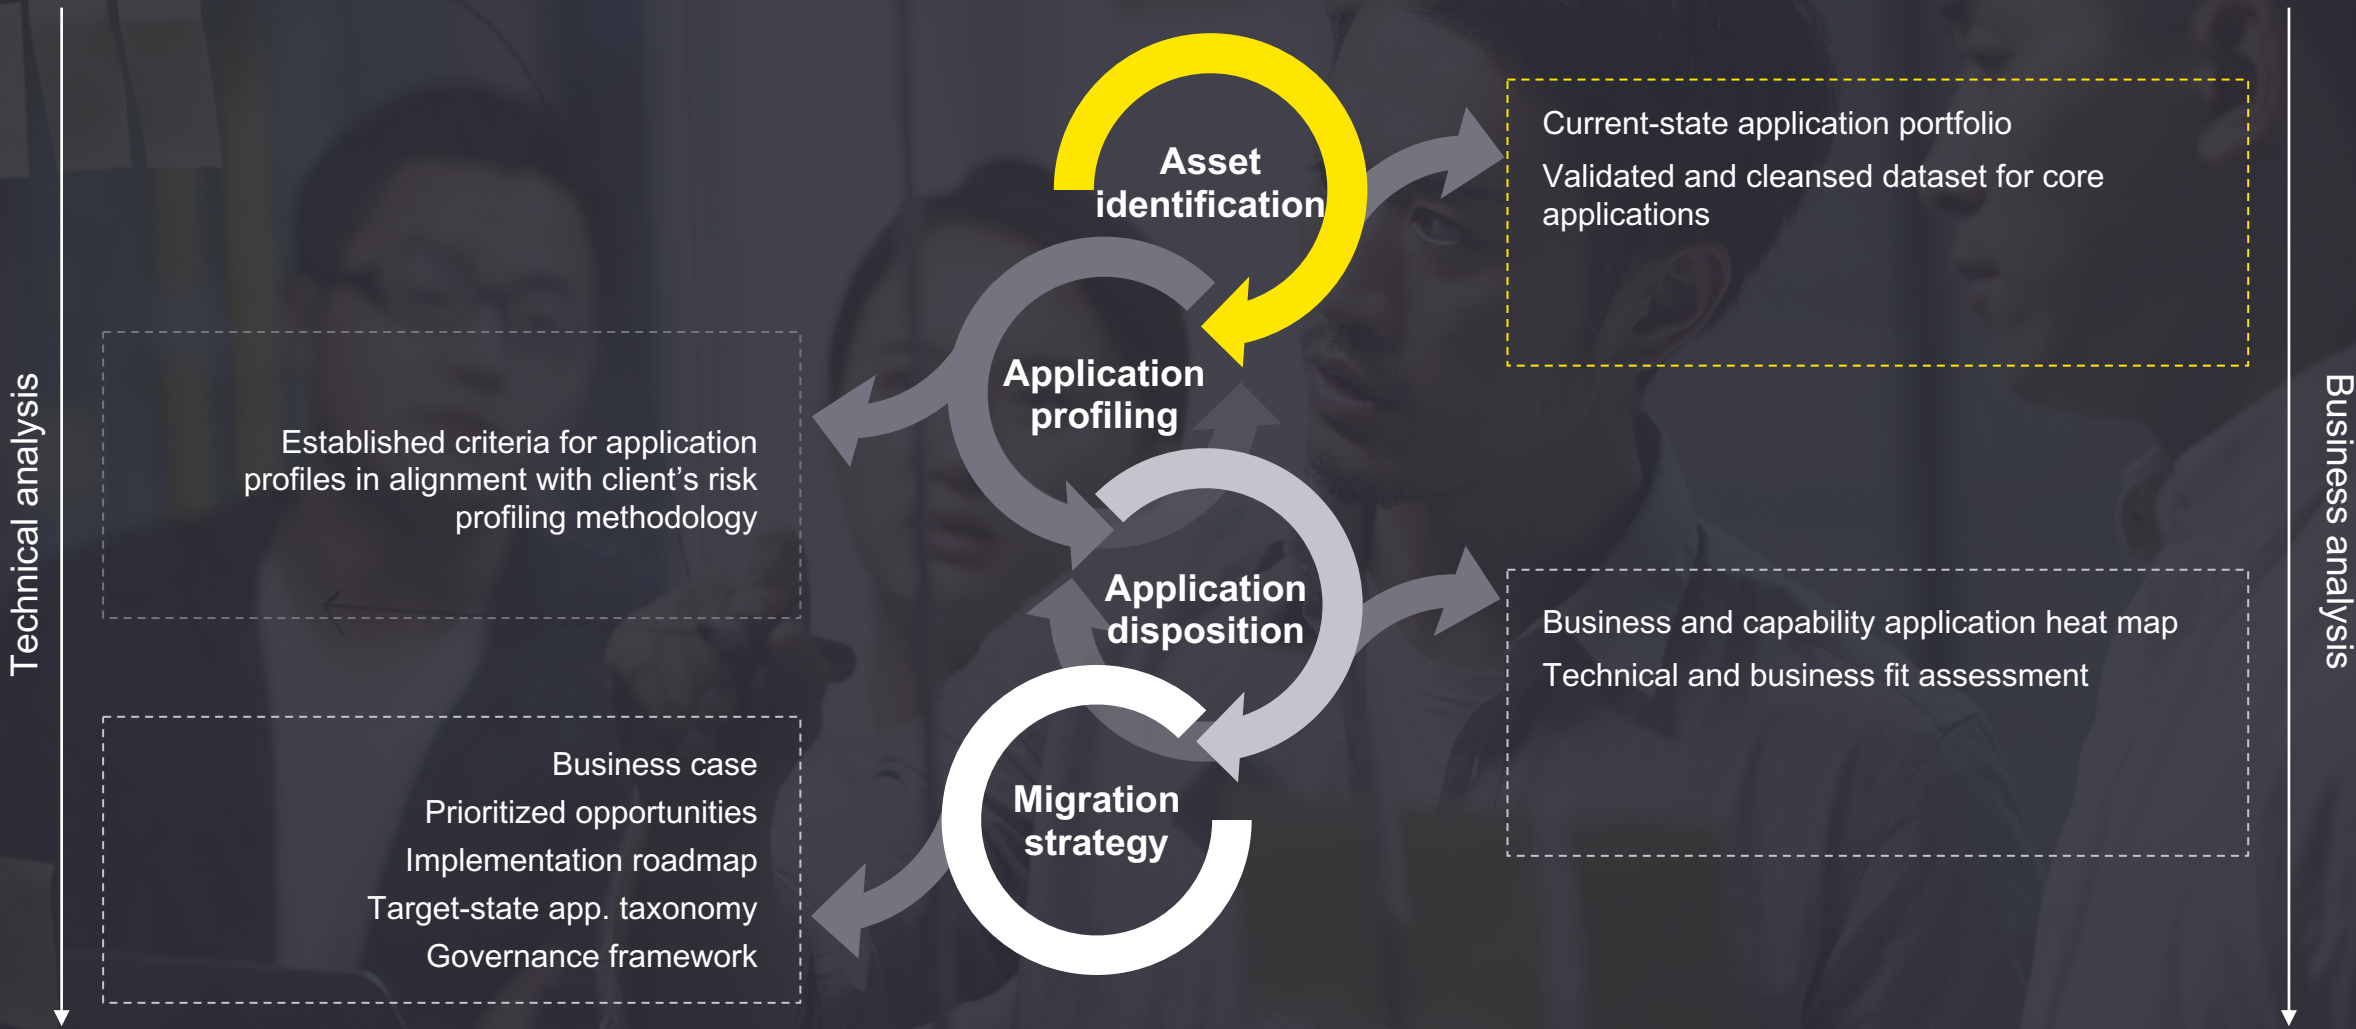 Technical analysis
Asset
identification
Current-state application portfolio
Validated and cleansed dataset for core
applications
Application
profiling
Established criteria for application
profiles in alignment with client’s risk
profiling methodology
Application
disposition
Business and capability application heat map
Technical and business fit assessment
Migration
strategy
Business case
Prioritized opportunities
Implementation roadmap
Target-state app. taxonomy
Governance framework
Business analysis